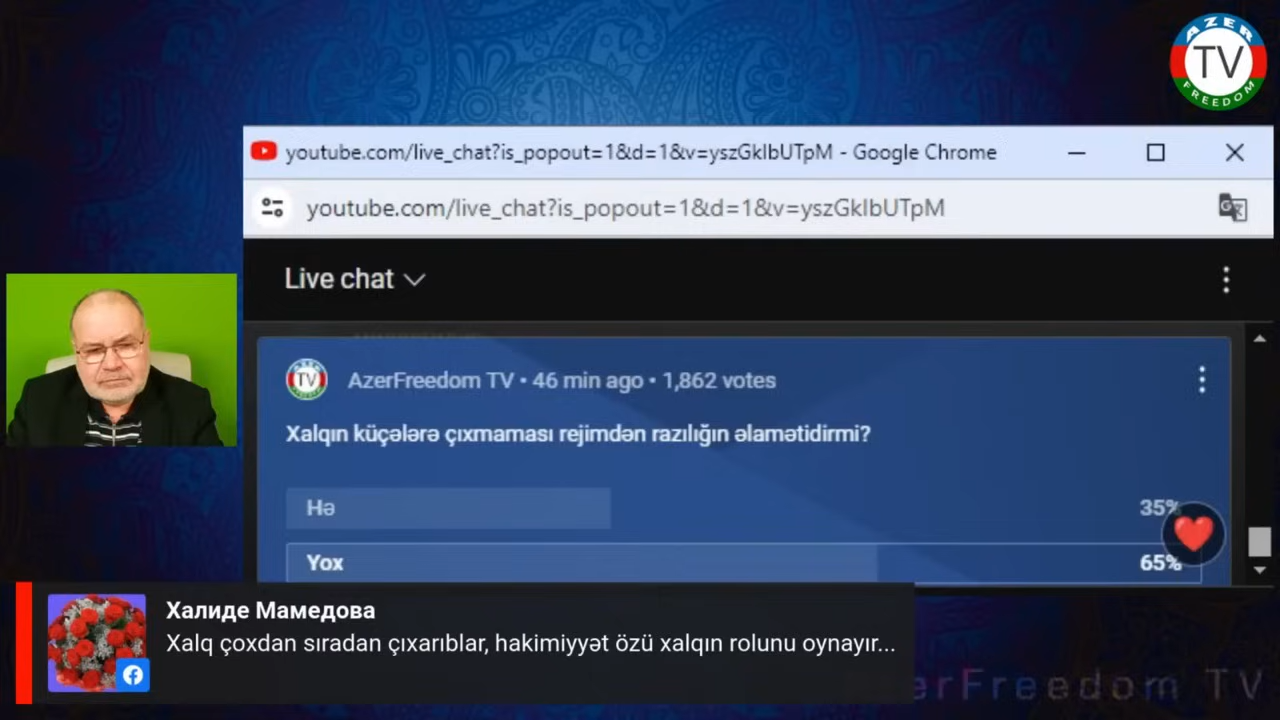 AZER
TV
FREEDOM
youtube.com/live_chat?is_popout=1&d=1&v=yszGkIbUTpM - Google Chrome
youtube.com/live_chat?is_popout=1&d=1&v=yszGkIbUTpM
Live chat
AzerFreedom TV • 46 min ago • 1,862 votes
Xalqın küçələrə çıxmaması rejimdən razılığın əlamətidirmi?
Hə 35%
Yox 65%
Халиде Мамедова
Xalq çoxdan sıradan çıxarıblar, hakimiyyət özü xalqın rolunu oynayır...
erFreedom TV